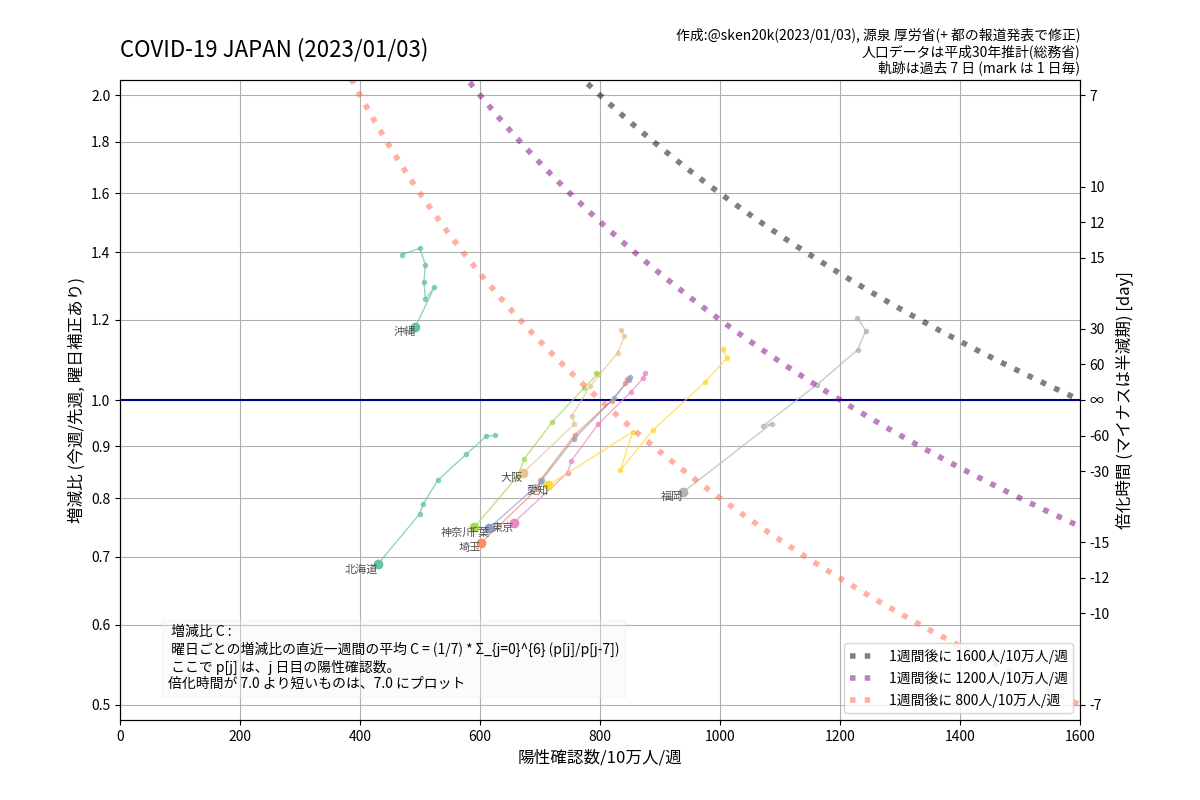 COVID-19 JAPAN (2023/01/03)
作成:@sken20k(2023/01/03), 源泉 厚労省(+ 都の報道発表で修正)
人口データは平成30年推計(総務省)
軌跡は過去 7 日 (mark は 1 日毎)
増減比 (今週/先週, 曜日補正あり)
2.0
1.8
1.6
1.4
1.2
1.0
0.9
0.8
0.7
0.6
0.5
7
10
12
15
30
60
∞
-60
-30
-15
-12
-10
-7
倍化時間 (マイナスは半減期) [day]
沖縄
大阪
愛知
福岡
神奈川
千葉
東京
埼玉
北海道
増減比 C :
曜日ごとの増減比の直近一週間の平均 C = (1/7) * Σ_{j=0}^{6} (p[j]/p[j-7])
ここで p[j] は、j 日目の陽性確認数。
倍化時間が 7.0 より短いものは、7.0 にプロット
1週間後に 1600人/10万人/週
1週間後に 1200人/10万人/週
1週間後に 800人/10万人/週
0 200 400 600 800 1000 1200 1400 1600
陽性確認数/10万人/週